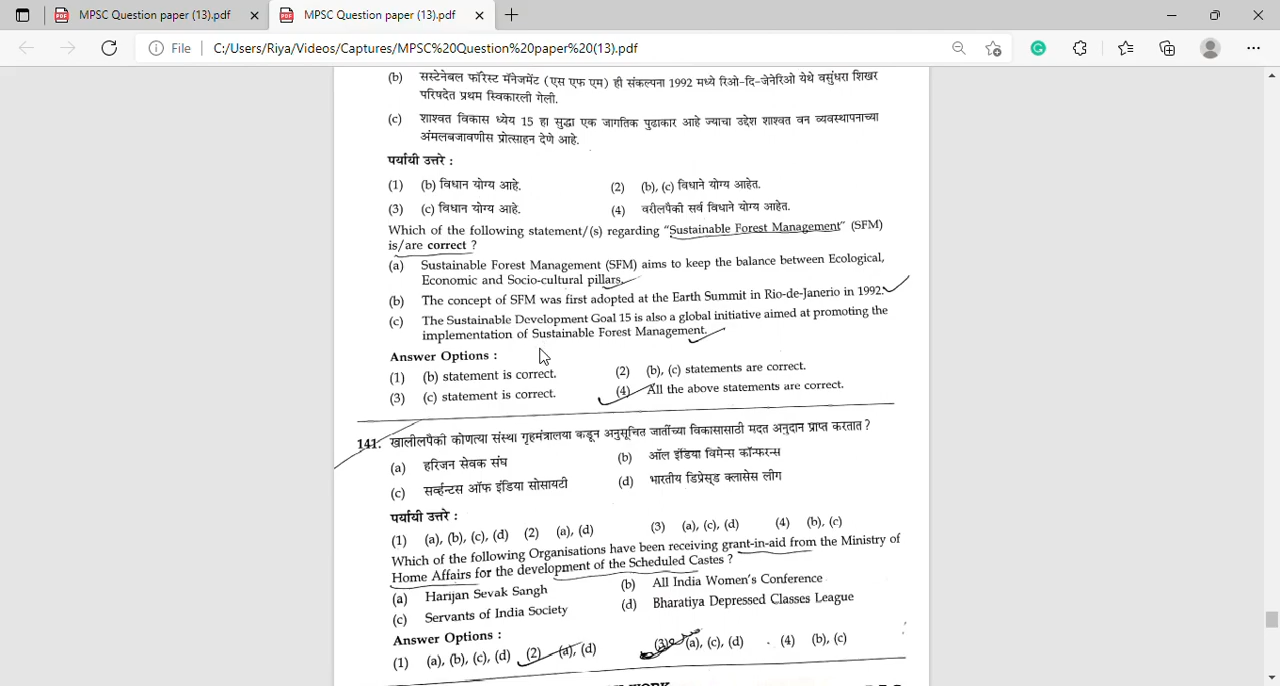 MPSC Question paper (13).pdf
MPSC Question paper (13).pdf
File
C:/Users/Riya/Videos/Captures/MPSC%20Question%20paper%20(13).pdf
(b) सस्टेनेबल फॉरेस्ट मॅनेजमेंट (एस एफ एम) ही संकल्पना 1992 मध्ये रिओ-दि-जेनेरिओ येथे वसुंधरा शिखर
परिषदेत प्रथम स्विकारली गेली.
(c) शाश्वत विकास ध्येय 15 हा सुद्धा एक जागतिक पुढाकार आहे ज्याचा उद्देश शाश्वत वन व्यवस्थापनाच्या
अंमलबजावणीस प्रोत्साहन देणे आहे.
पर्यायी उत्तरे :
(1) (b) विधान योग्य आहे. (2) (b), (c) विधाने योग्य आहेत.
(3) (c) विधान योग्य आहे. (4) वरीलपैकी सर्व विधाने योग्य आहेत.
Which of the following statement/(s) regarding “Sustainable Forest Management” (SFM)
is/are correct ?
(a) Sustainable Forest Management (SFM) aims to keep the balance between Ecological,
Economic and Socio-cultural pillars.
(b) The concept of SFM was first adopted at the Earth Summit in Rio-de-Janerio in 1992.
(c) The Sustainable Development Goal 15 is also a global initiative aimed at promoting the
implementation of Sustainable Forest Management.
Answer Options :
(1) (b) statement is correct. (2) (b), (c) statements are correct.
(3) (c) statement is correct. (4) All the above statements are correct.
141. खालीलपैकी कोणत्या संस्था गृहमंत्रालया कडून अनुसूचित जातींच्या विकासासाठी मदत अनुदान प्राप्त करतात ?
(a) हरिजन सेवक संघ (b) ऑल इंडिया विमेन्स कॉन्फरन्स
(c) सर्व्हन्टस ऑफ इंडिया सोसायटी (d) भारतीय डिप्रेस्ड क्लासेस लीग
पर्यायी उत्तरे :
(1) (a), (b), (c), (d) (2) (a), (d) (3) (a), (c), (d) (4) (b), (c)
Which of the following Organisations have been receiving grant-in-aid from the Ministry of
Home Affairs for the development of the Scheduled Castes ?
(a) Harijan Sevak Sangh (b) All India Women's Conference
(c) Servants of India Society (d) Bharatiya Depressed Classes League
Answer Options :
(1) (a), (b), (c), (d) (2) (a), (d) (3) (a), (c), (d) (4) (b), (c)